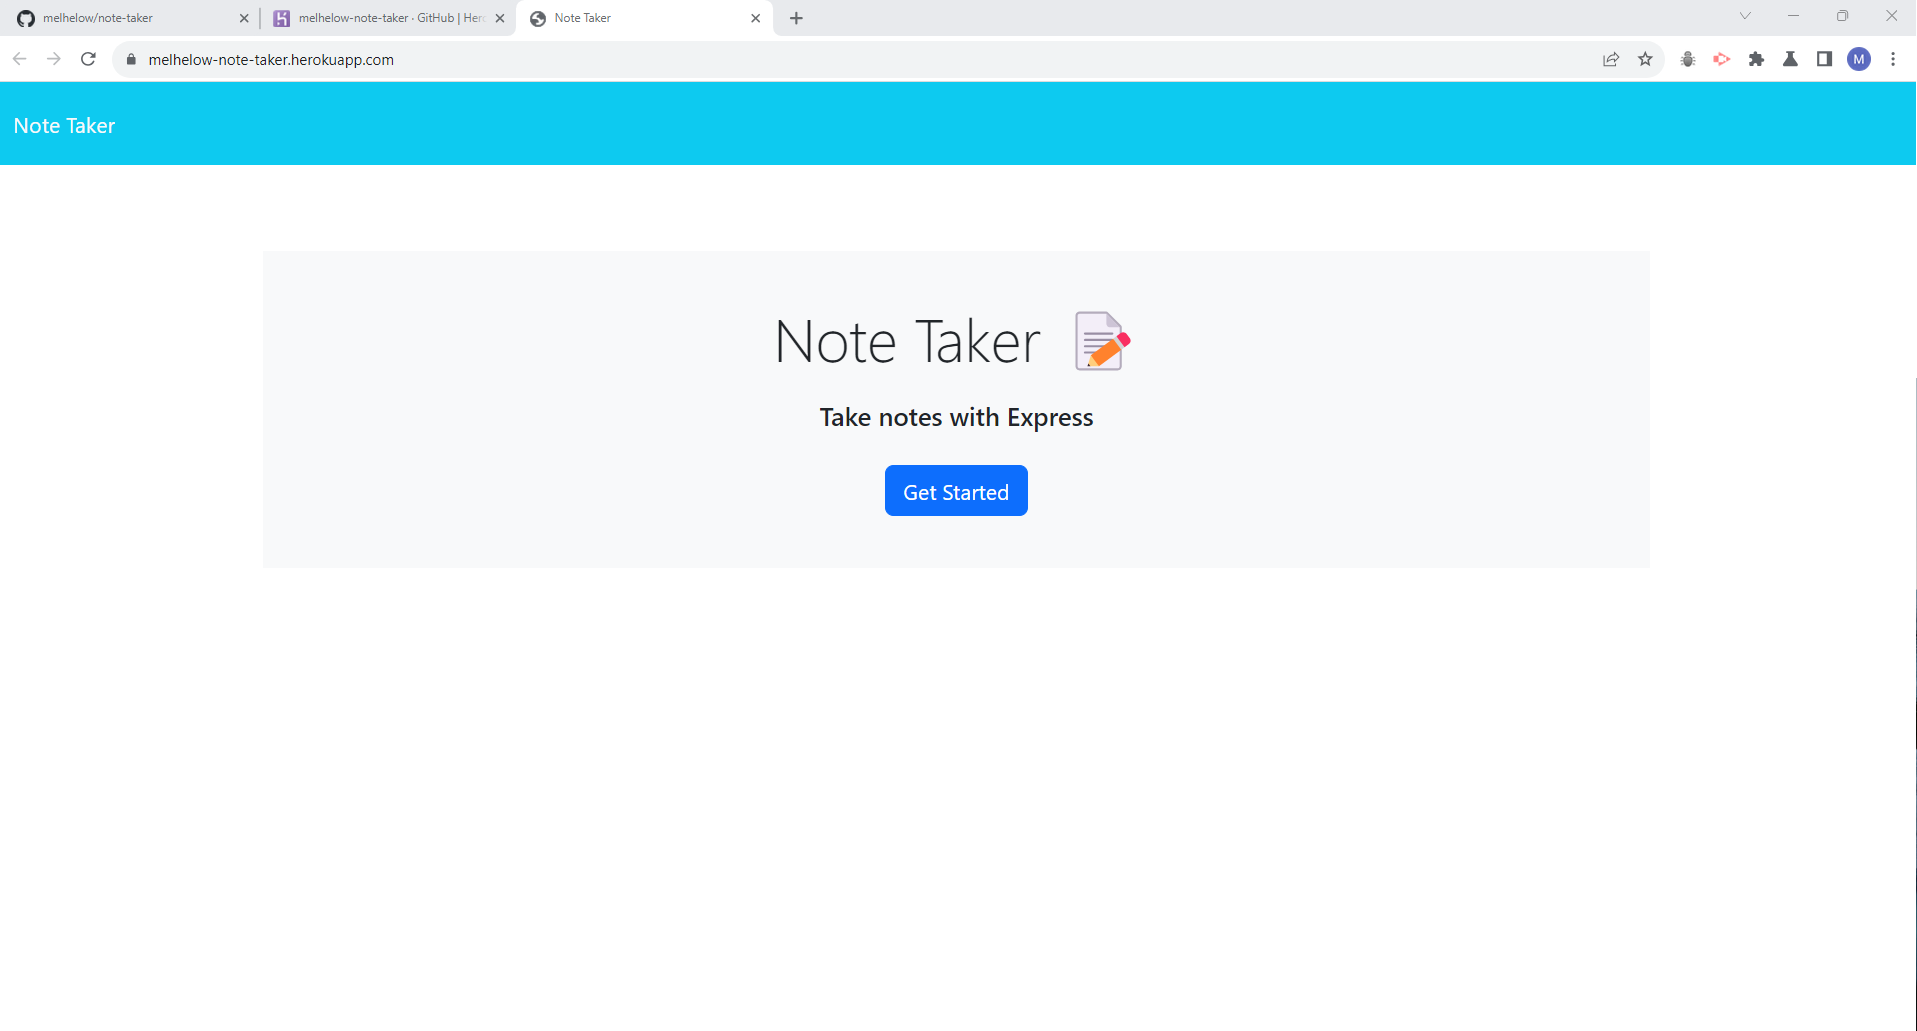 melhelow/note-taker
melhelow-note-taker · GitHub | Her
Note Taker
melhelow-note-taker.herokuapp.com
M
Note Taker
Note Taker
Take notes with Express
Get Started